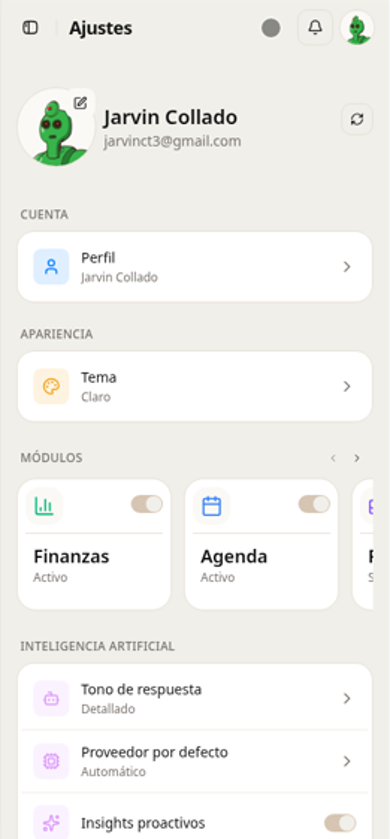 Ajustes
Jarvin Collado
jarvinct3@gmail.com
CUENTA
Perfil
Jarvin Collado
APARIENCIA
Tema
Claro
MÓDULOS
Finanzas
Activo
Agenda
Activo
INTELIGENCIA ARTIFICIAL
Tono de respuesta
Detallado
Proveedor por defecto
Automático
Insights proactivos